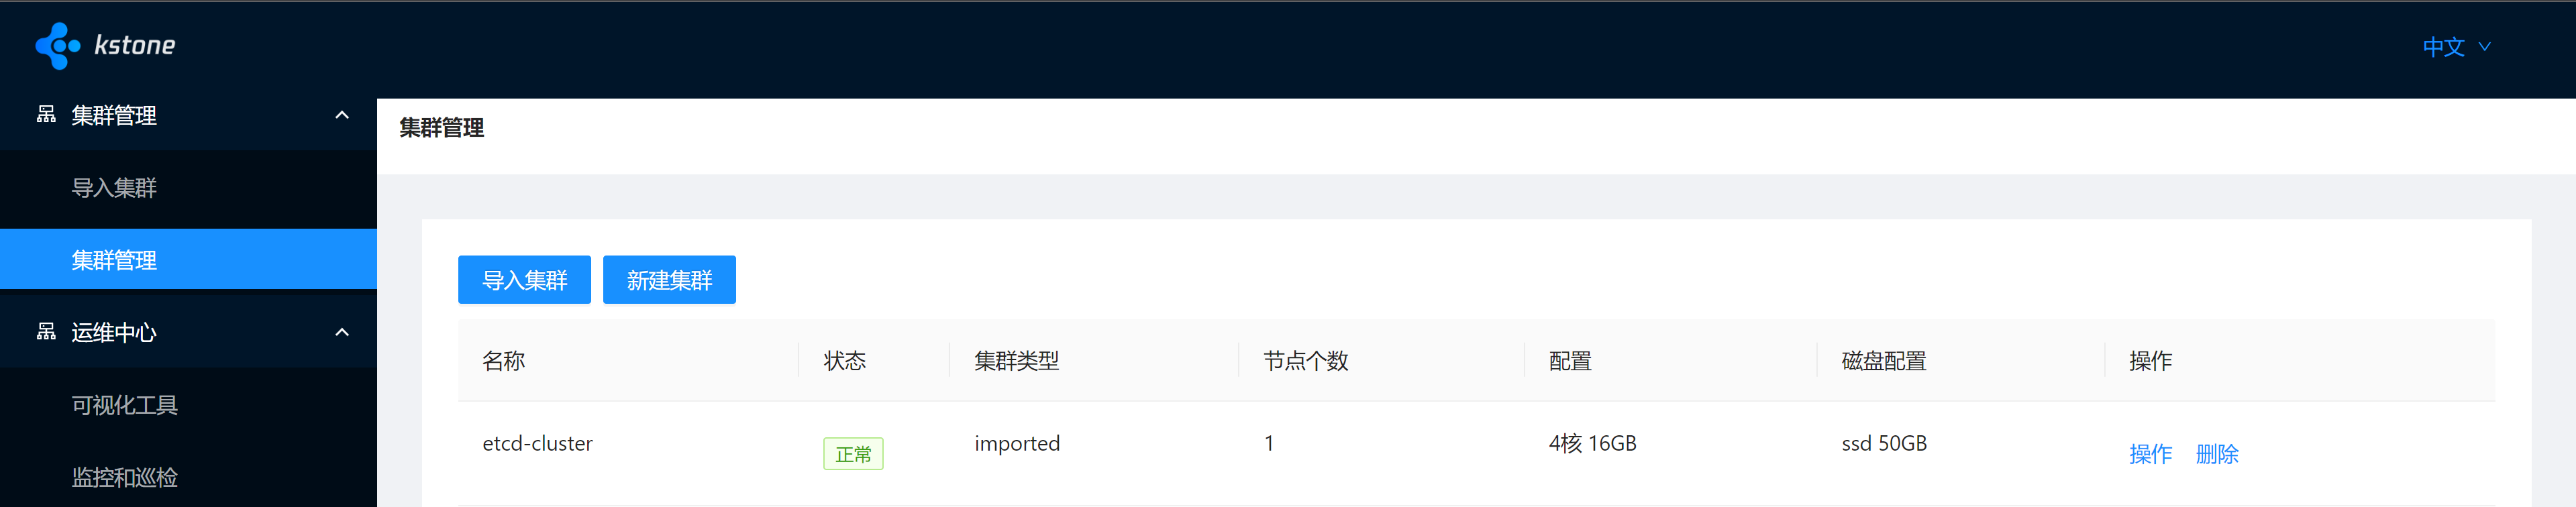 kstone
中文
集群管理
导入集群
集群管理
运维中心
可视化工具
监控和巡检
集群管理
导入集群 新建集群
名称 状态 集群类型 节点个数 配置 磁盘配置 操作
etcd-cluster 正常 imported 1 4核 16GB ssd 50GB 操作 删除